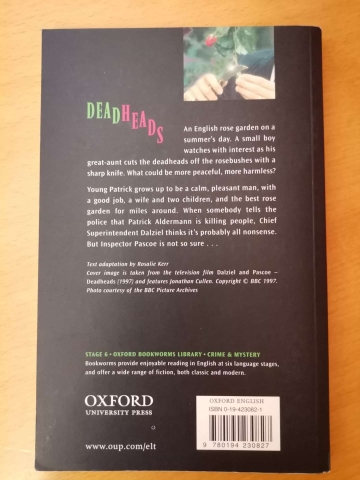 DEADHEADS
An English rose garden on a
summer's day. A small boy
watches with interest as his
great-aunt cuts the deadheads off the rosebushes with a
sharp knife. What could be more peaceful, more harmless?
Young Patrick grows up to be a calm, pleasant man, with
a good job, a wife and two children, and the best rose
garden for miles around. When somebody tells the
police that Patrick Aldermann is killing people, Chief
Superintendent Dalziel thinks it's probably all nonsense.
But Inspector Pascoe is not so sure . . .
Text adaptation by Rosalie Kerr
Cover image is taken from the television film Dalziel and Pascoe –
Deadheads (1997) and features Jonathan Cullen. Copyright © BBC 1997.
Photo courtesy of the BBC Picture Archives
STAGE 6 • OXFORD BOOKWORMS LIBRARY • CRIME & MYSTERY
Bookworms provide enjoyable reading in English at six language stages,
and offer a wide range of fiction, both classic and modern.
OXFORD
UNIVERSITY PRESS
www.oup.com/elt
OXFORD ENGLISH
ISBN 0-19-423082-1
9 780194 230827